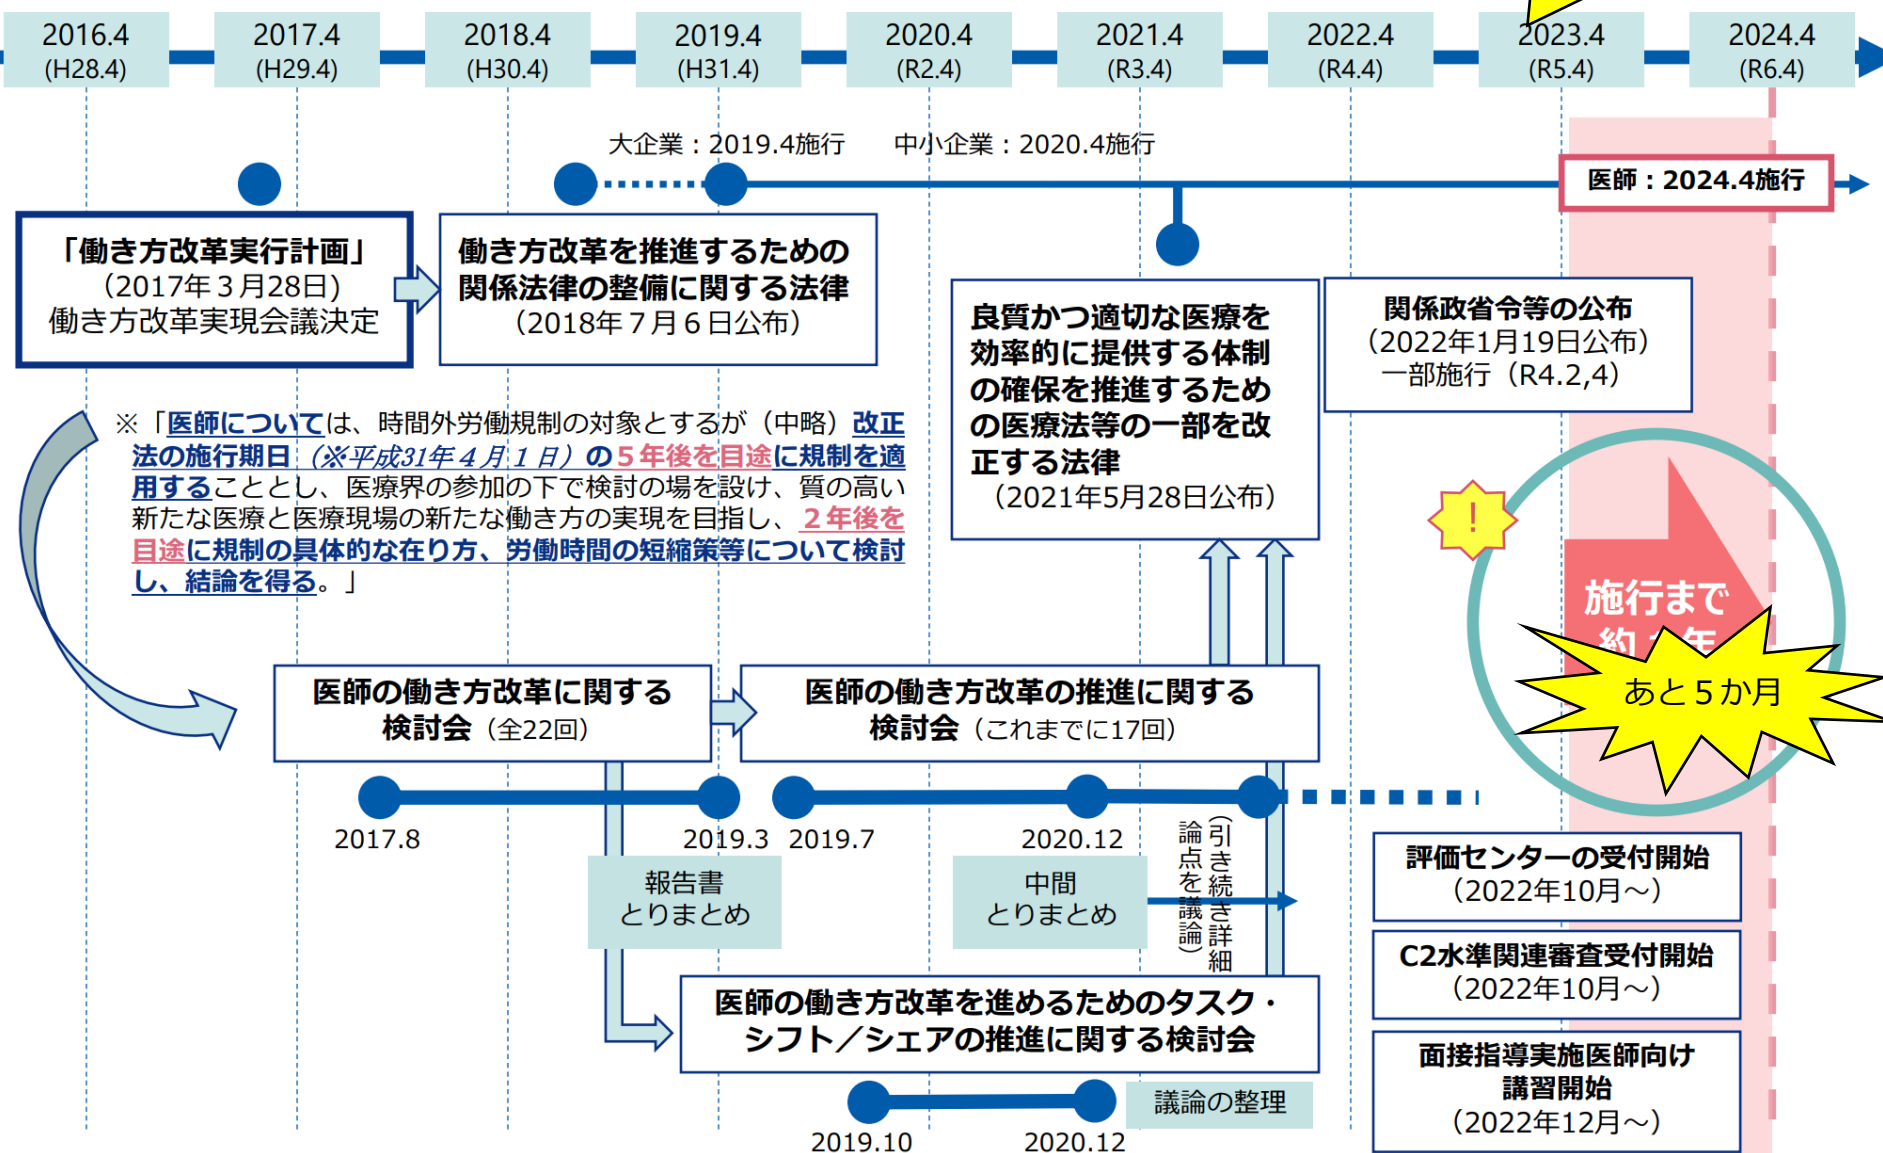 2016.4
(H28.4)
2017.4
(H29.4)
2018.4
(H30.4)
2019.4
(H31.4)
2020.4
(R2.4)
2021.4
(R3.4)
2022.4
(R4.4)
2023.4
(R5.4)
2024.4
(R6.4)
大企業：2019.4施行
中小企業：2020.4施行
医師：2024.4施行
「働き方改革実行計画」
（2017年３月28日)
働き方改革実現会議決定
働き方改革を推進するための
関係法律の整備に関する法律
（2018年７月６日公布）
良質かつ適切な医療を
効率的に提供する体制
の確保を推進するため
の医療法等の一部を改
正する法律
（2021年5月28日公布）
関係政省令等の公布
（2022年1月19日公布）
一部施行（R4.2,4）
※「医師については、時間外労働規制の対象とするが（中略）改正
法の施行期日（※平成31年４月１日）の５年後を目途に規制を適
用することとし、医療界の参加の下で検討の場を設け、質の高い
新たな医療と医療現場の新たな働き方の実現を目指し、２年後を
目途に規制の具体的な在り方、労働時間の短縮策等について検討
し、結論を得る。」
!
施行まで
約
年
あと５か月
医師の働き方改革に関する
検討会（全22回）
医師の働き方改革の推進に関する
検討会（これまでに17回）
2017.8
2019.3
2019.7
2020.12
報告書
とりまとめ
中間
とりまとめ
（引き続き詳細
論点を議論）
評価センターの受付開始
（2022年10月～）
C2水準関連審査受付開始
（2022年10月～）
面接指導実施医師向け
講習開始
（2022年12月～）
医師の働き方改革を進めるためのタスク・
シフト／シェアの推進に関する検討会
2019.10
2020.12
議論の整理